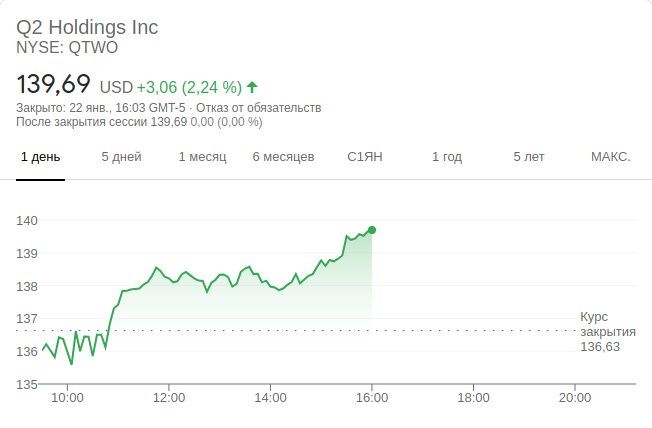 Q2 Holdings Inc
NYSE: QTWO
139,69 USD +3,06 (2,24 %)
Закрыто: 22 янв., 16:03 GMT-5 · Отказ от обязательств
После закрытия сессии 139,69 0,00 (0,00 %)
1 день 5 дней 1 месяц 6 месяцев С1ЯН 1 год 5 лет МАКС.
140
139
138
137
Курс
закрытия
136,63
136
135
10:00 12:00 14:00 16:00 18:00 20:00